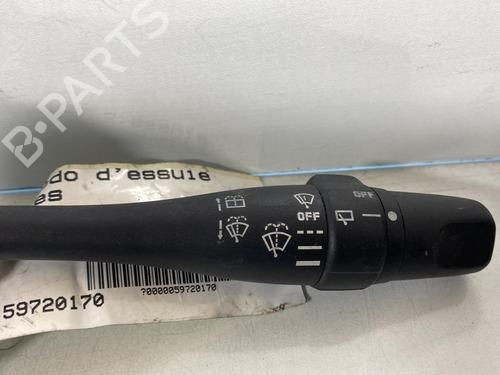 B-PARTS
do d'essuie
es
OFF
OFF
59720170
?0000059720170